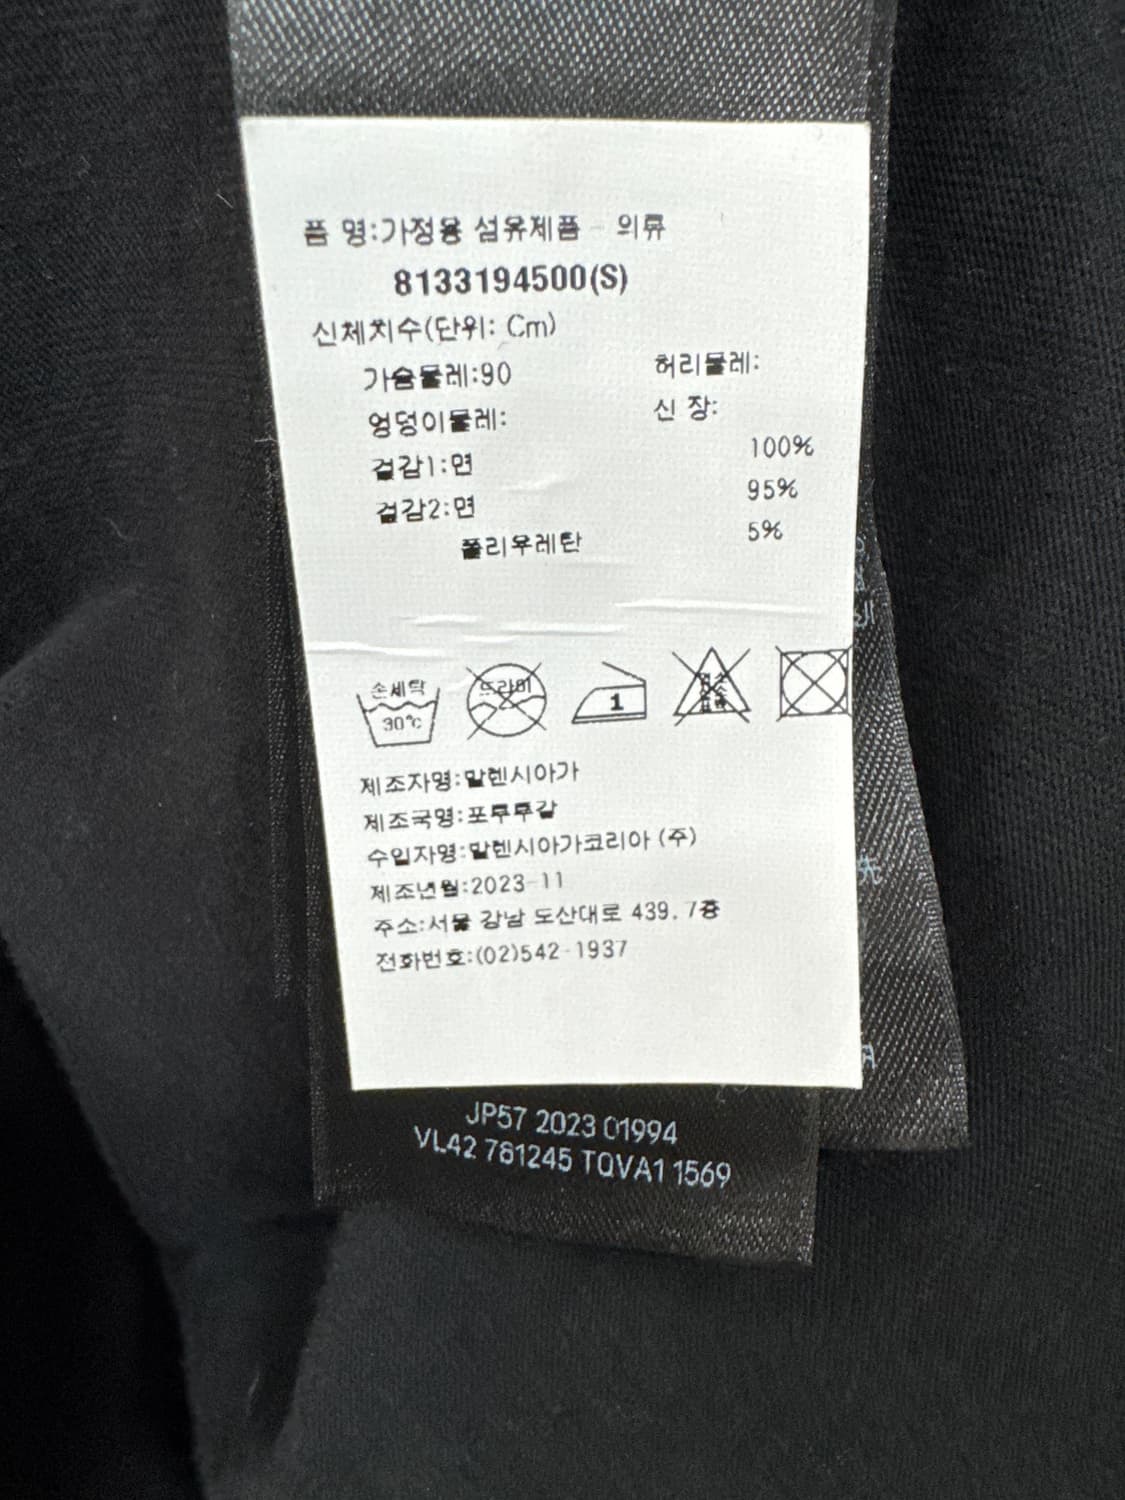 품 명:가정용 섬유제품 - 의류
8133194500(S)
신체치수(단위: Cm)
가슴둘레:90 허리둘레:
엉덩이둘레: 신 장:
겉감1:면 100%
겉감2:면 95%
폴리우레탄 5%
손세탁 드라이 1
30℃
제조자명:발렌시아가
제조국명:포루투갈
수입자명:발렌시아가코리아 (주)
제조년월:2023-11
주소:서울 강남 도산대로 439. 7층
전화번호:(02)542-1937
JP57 2023 01994
VL42 781245 TQVA1 1569
先